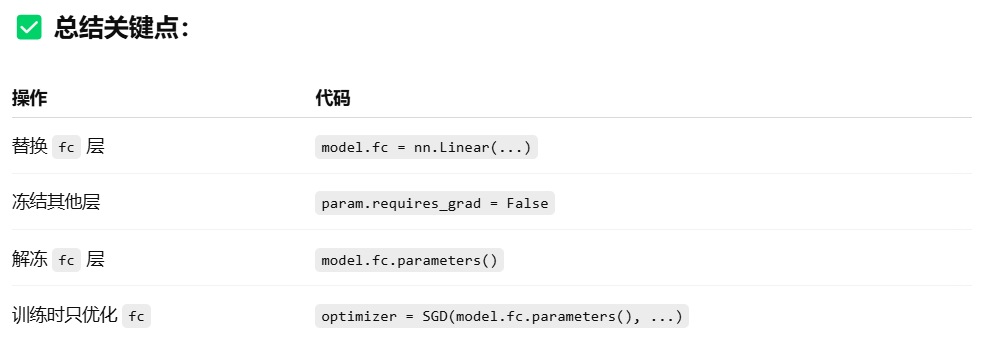 ✅ 总结关键点：
操作 代码
替换 fc 层 model.fc = nn.Linear(...)
冻结其他层 param.requires_grad = False
解冻 fc 层 model.fc.parameters()
训练时只优化 fc optimizer = SGD(model.fc.parameters(), ...)